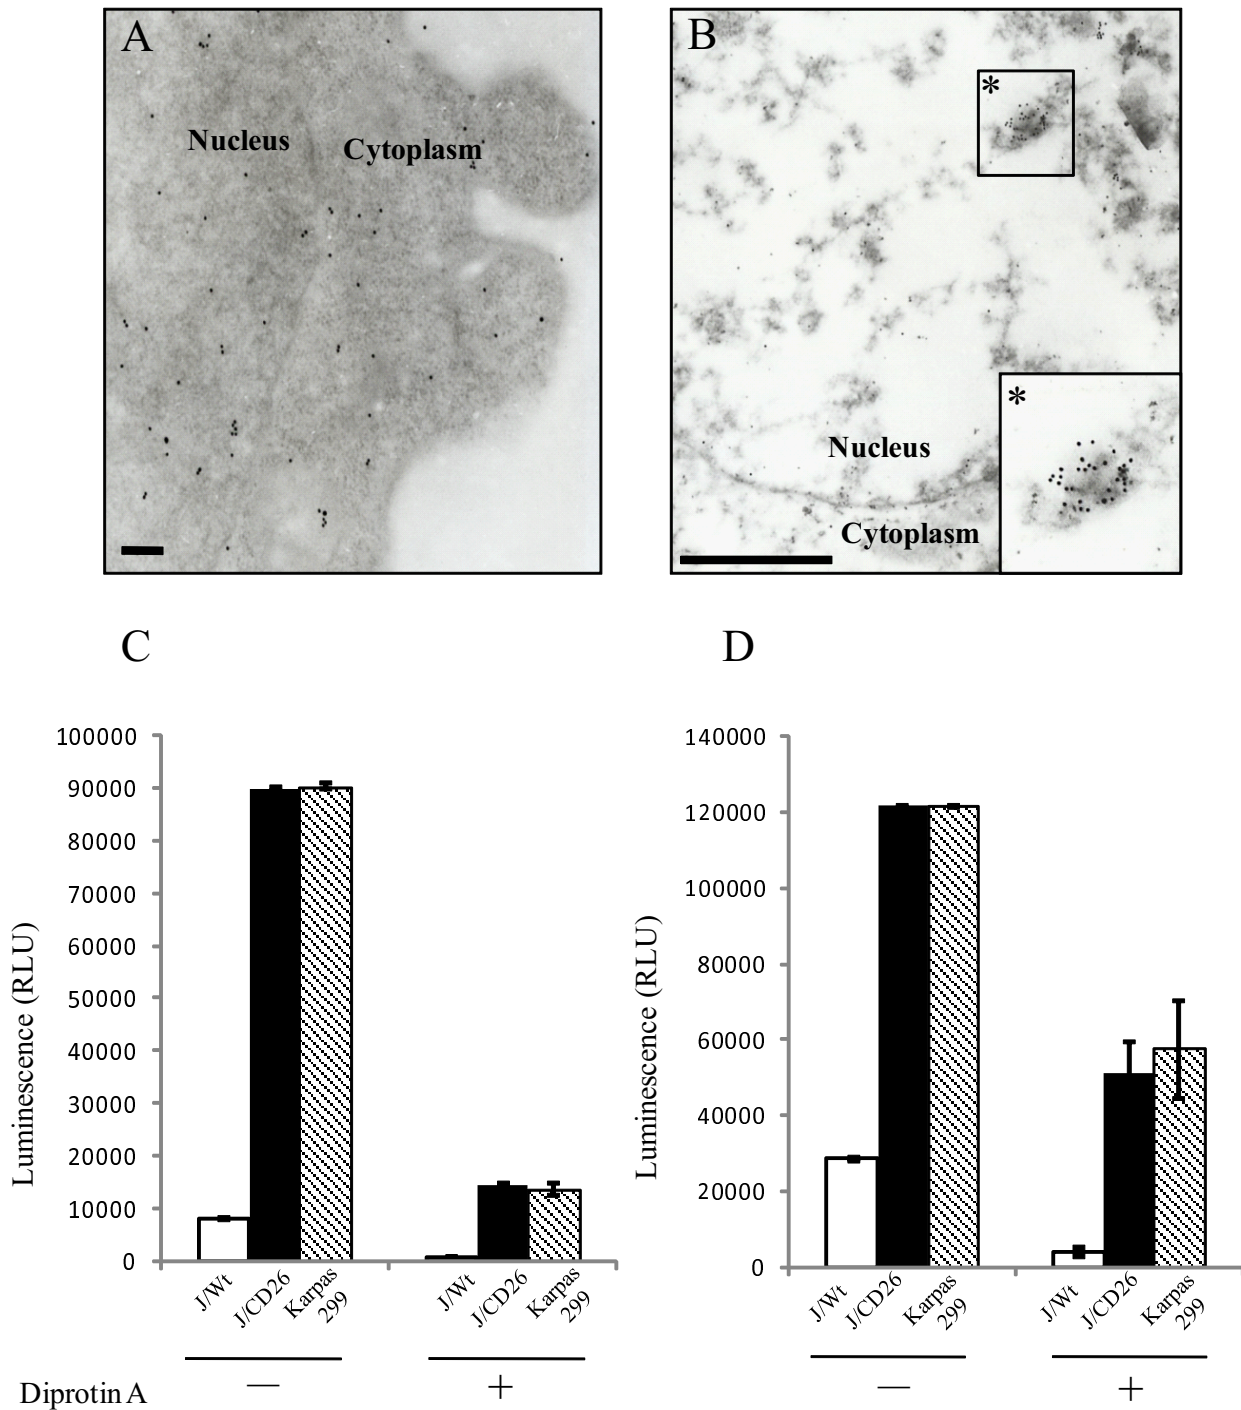 A
Nucleus
Cytoplasm
B
*
*
Nucleus
Cytoplasm
C
Luminescence (RLU)
100000
90000
80000
70000
60000
50000
40000
30000
20000
10000
0
J/Wt
J/CD26
Karpas
299
J/Wt
J/CD26
Karpas
299
Diprotin A
—
+
D
Luminescence (RLU)
140000
120000
100000
80000
60000
40000
20000
0
J/Wt
J/CD26
Karpas
299
J/Wt
J/CD26
Karpas
299
—
+